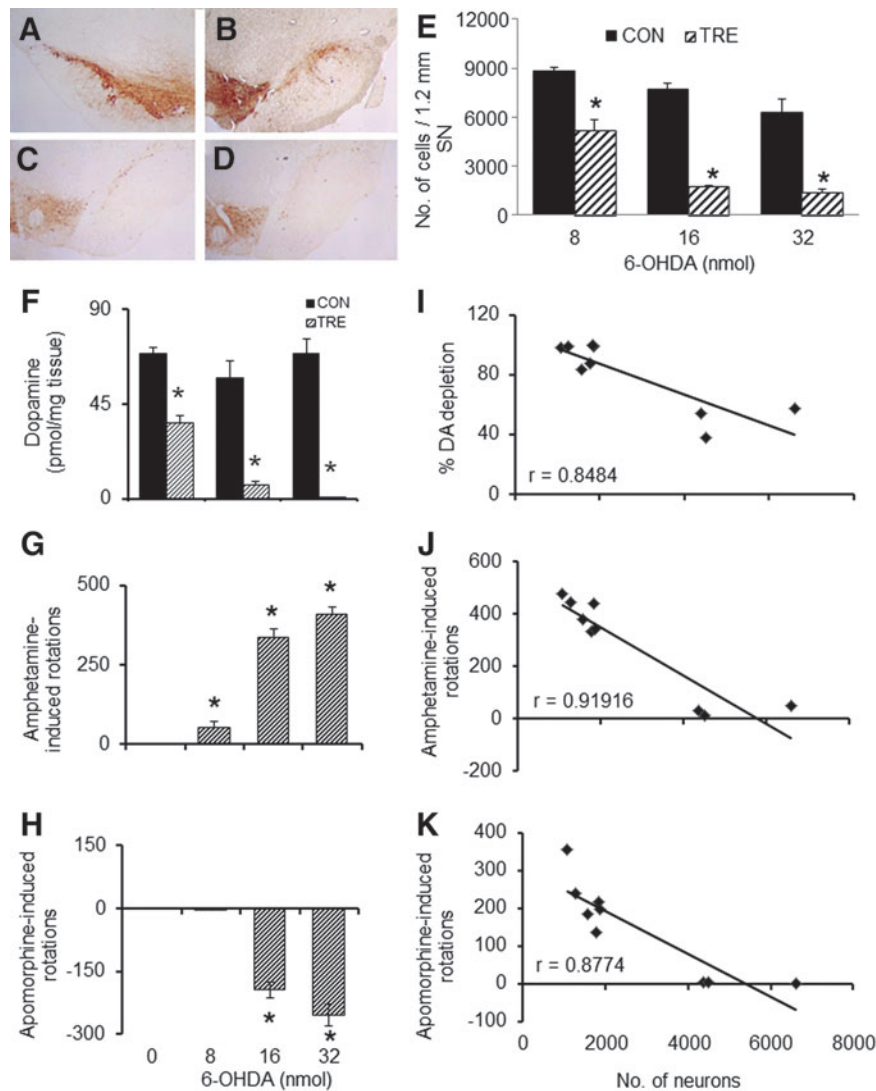 A
B
C
D
E
No. of cells / 1.2 mm
SN
12000
9000
6000
3000
0
CON
TRE
*
*
*
8
16
32
6-OHDA (nmol)
F
Dopamine
(pmol/mg tissue)
90
45
0
CON
TRE
*
*
*
G
Amphetamine-
induced rotations
500
250
0
*
*
*
H
Apomorphine-induced
rotations
150
0
-150
-300
*
*
0
8
16
32
6-OHDA (nmol)
I
% DA depletion
120
80
40
0
r = 0.8484
J
Amphetamine-induced
rotations
600
400
200
0
-200
r = 0.91916
K
Apomorphine-induced
rotations
400
300
200
100
0
-100
r = 0.8774
0
2000
4000
6000
8000
No. of neurons